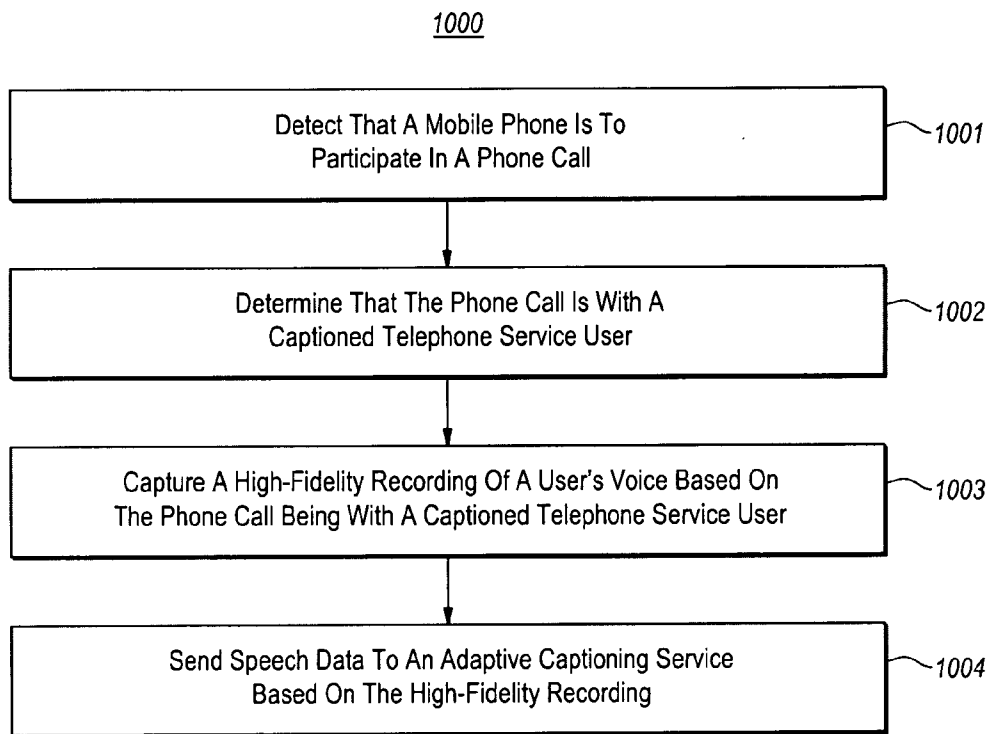 1000
Detect That A Mobile Phone Is To
Participate In A Phone Call
1001
Determine That The Phone Call Is With A
Captioned Telephone Service User
1002
Capture A High-Fidelity Recording Of A User's Voice Based On
The Phone Call Being With A Captioned Telephone Service User
1003
Send Speech Data To An Adaptive Captioning Service
Based On The High-Fidelity Recording
1004